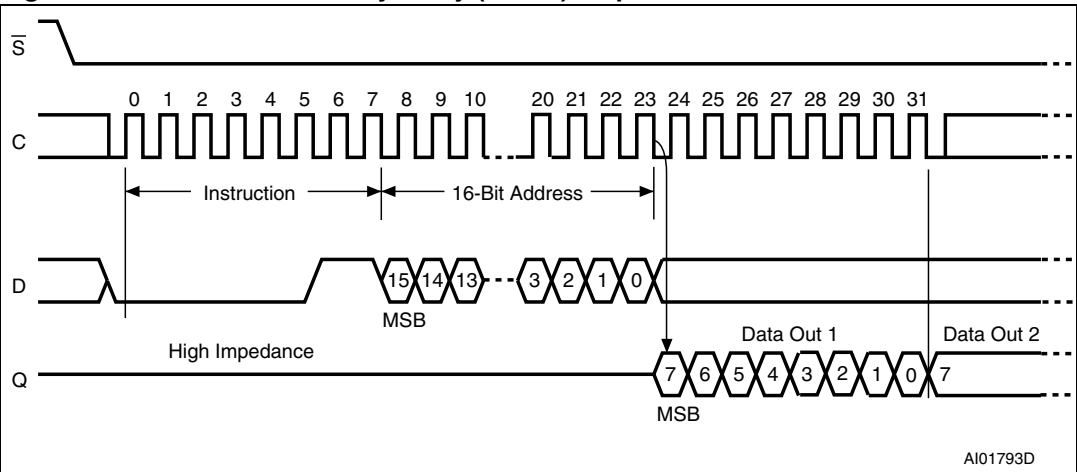 S
0 1 2 3 4 5 6 7 8 9 10 20 21 22 23 24 25 26 27 28 29 30 31
C
Instruction 16-Bit Address
D
15 14 13 3 2 1 0
MSB
High Impedance Data Out 1 Data Out 2
Q
7 6 5 4 3 2 1 0 7
MSB
AI01793D